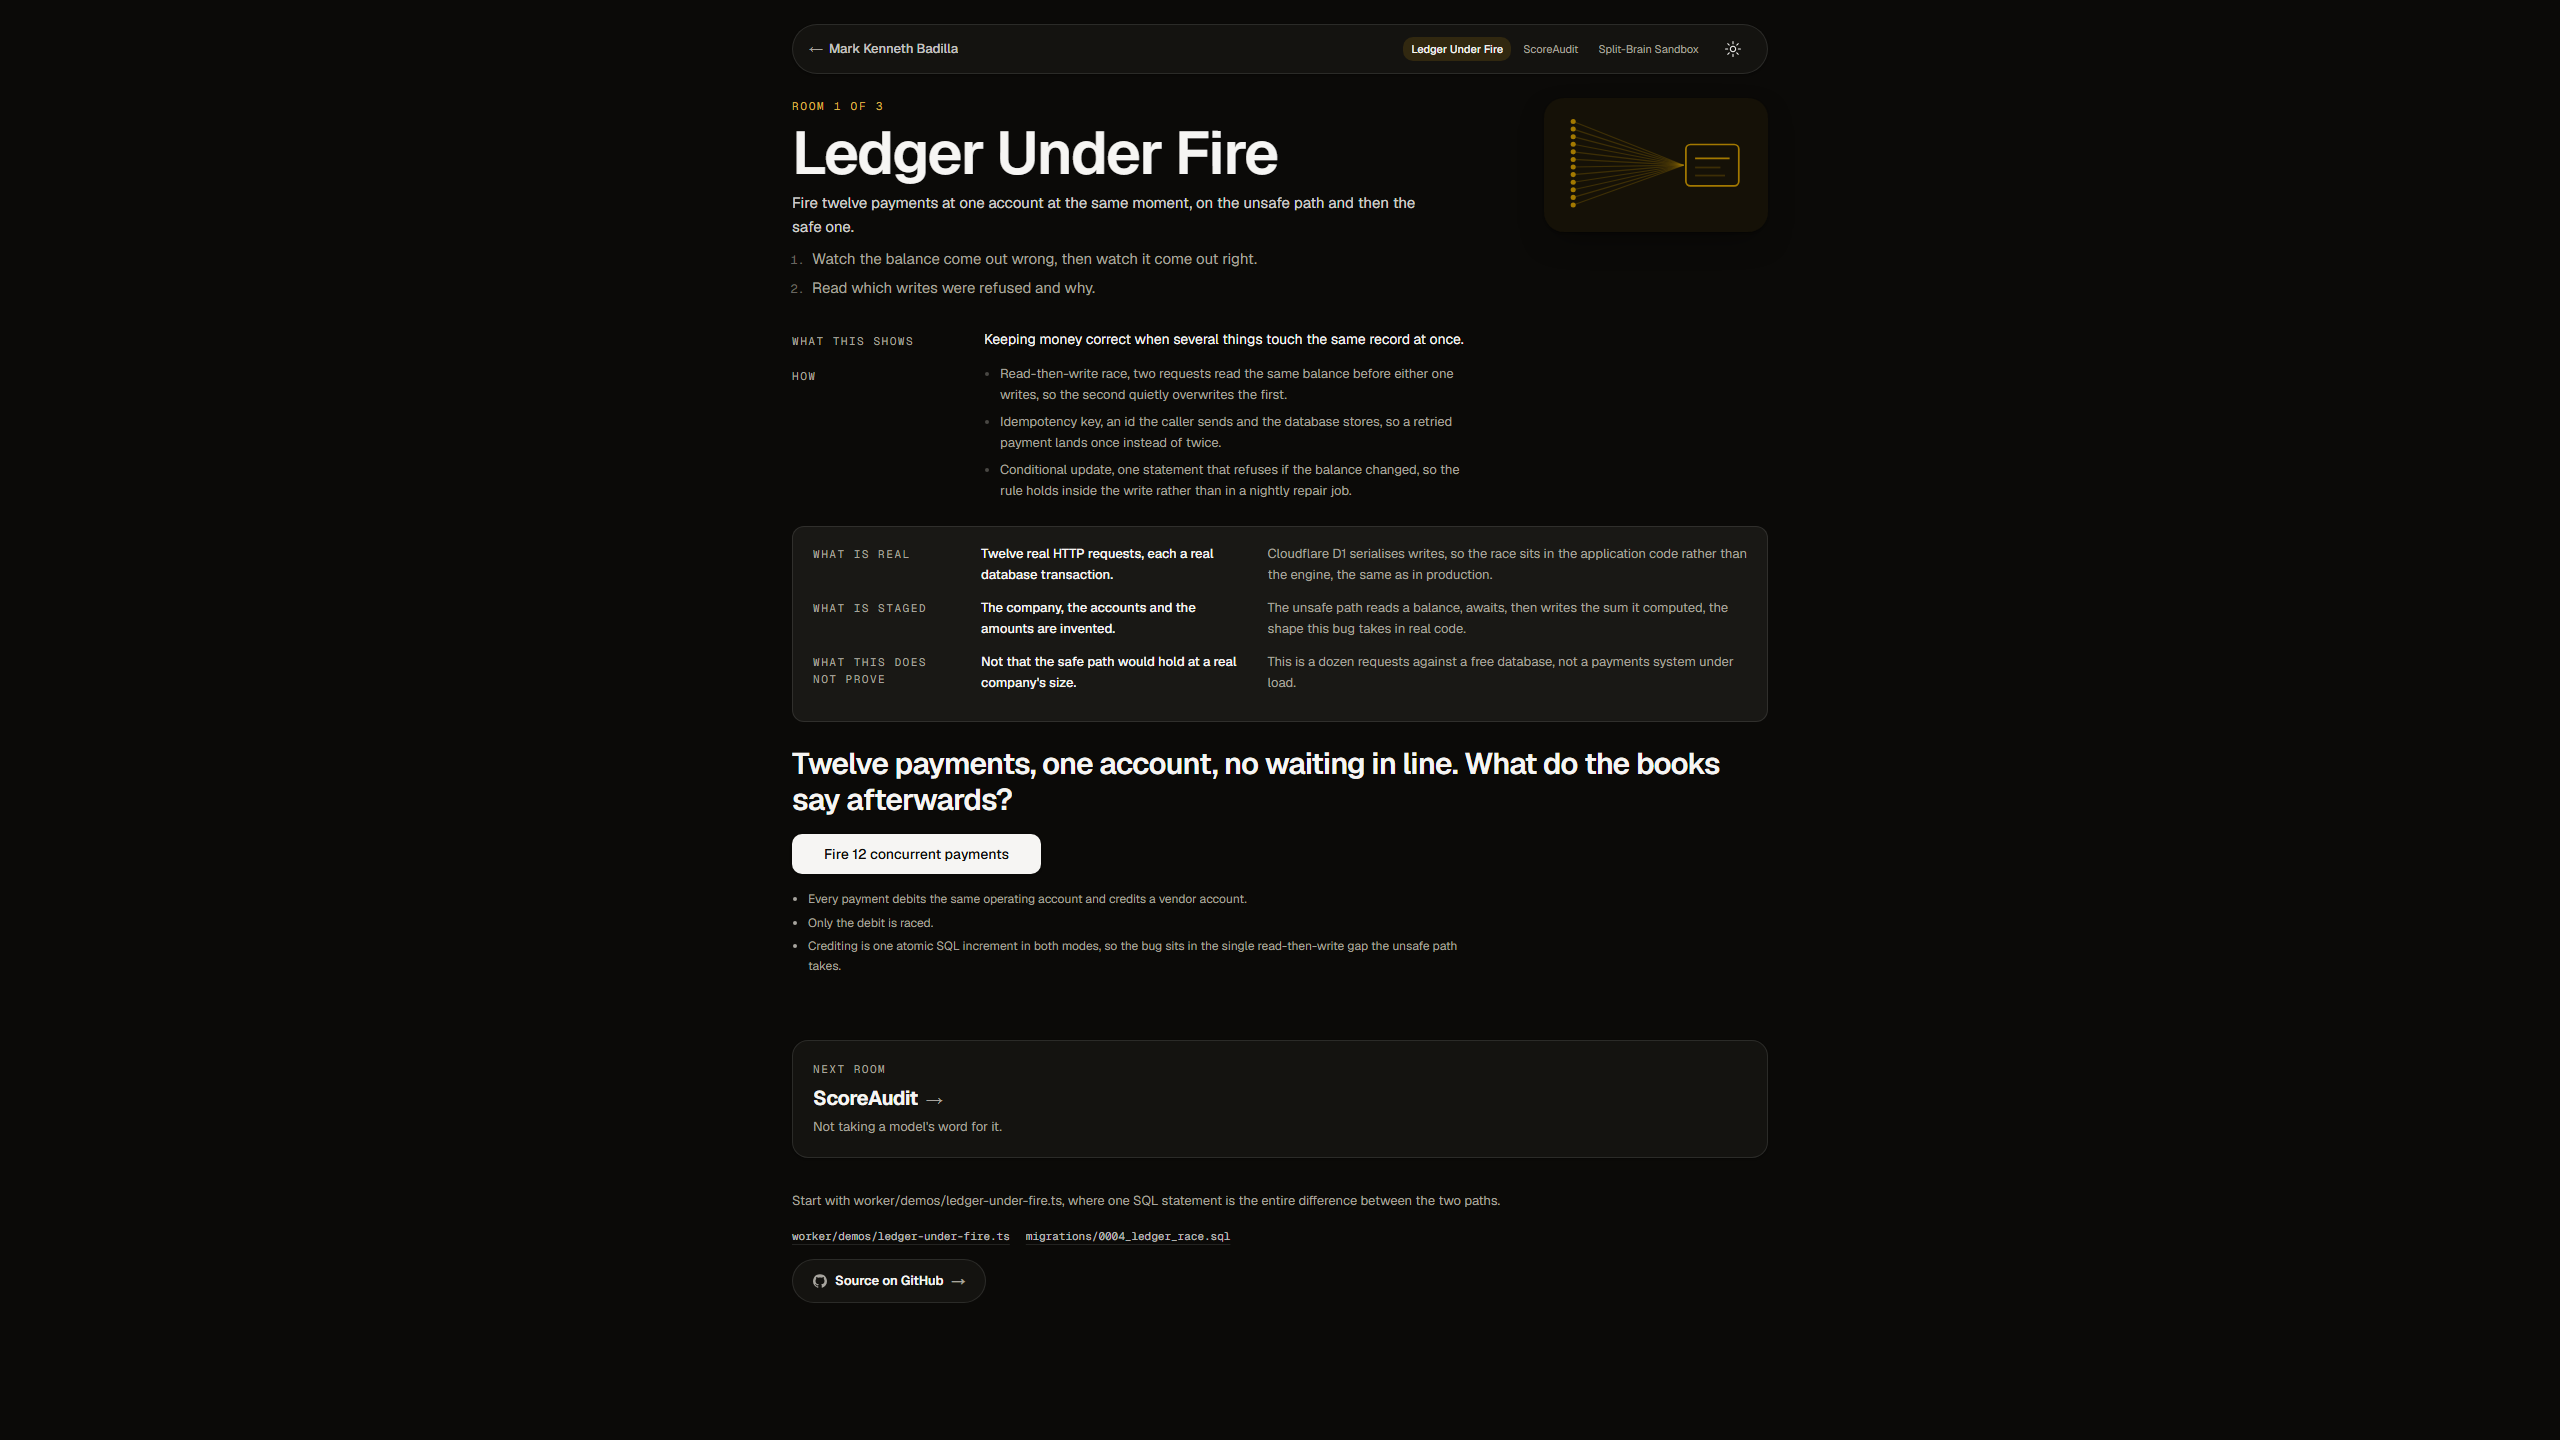 ← Mark Kenneth Badilla
Ledger Under Fire
ScoreAudit
Split-Brain Sandbox
ROOM 1 OF 3
Ledger Under Fire
Fire twelve payments at one account at the same moment, on the unsafe path and then the
safe one.
1. Watch the balance come out wrong, then watch it come out right.
2. Read which writes were refused and why.
WHAT THIS SHOWS
Keeping money correct when several things touch the same record at once.
HOW
• Read-then-write race, two requests read the same balance before either one
writes, so the second quietly overwrites the first.
• Idempotency key, an id the caller sends and the database stores, so a retried
payment lands once instead of twice.
• Conditional update, one statement that refuses if the balance changed, so the
rule holds inside the write rather than in a nightly repair job.
WHAT IS REAL
Twelve real HTTP requests, each a real
database transaction.
Cloudflare D1 serialises writes, so the race sits in the application code rather than
the engine, the same as in production.
WHAT IS STAGED
The company, the accounts and the
amounts are invented.
The unsafe path reads a balance, awaits, then writes the sum it computed, the
shape this bug takes in real code.
WHAT THIS DOES
NOT PROVE
Not that the safe path would hold at a real
company's size.
This is a dozen requests against a free database, not a payments system under
load.
Twelve payments, one account, no waiting in line. What do the books
say afterwards?
Fire 12 concurrent payments
• Every payment debits the same operating account and credits a vendor account.
• Only the debit is raced.
• Crediting is one atomic SQL increment in both modes, so the bug sits in the single read-then-write gap the unsafe path
takes.
NEXT ROOM
ScoreAudit →
Not taking a model's word for it.
Start with worker/demos/ledger-under-fire.ts, where one SQL statement is the entire difference between the two paths.
worker/demos/ledger-under-fire.ts
migrations/0004_ledger_race.sql
Source on GitHub →